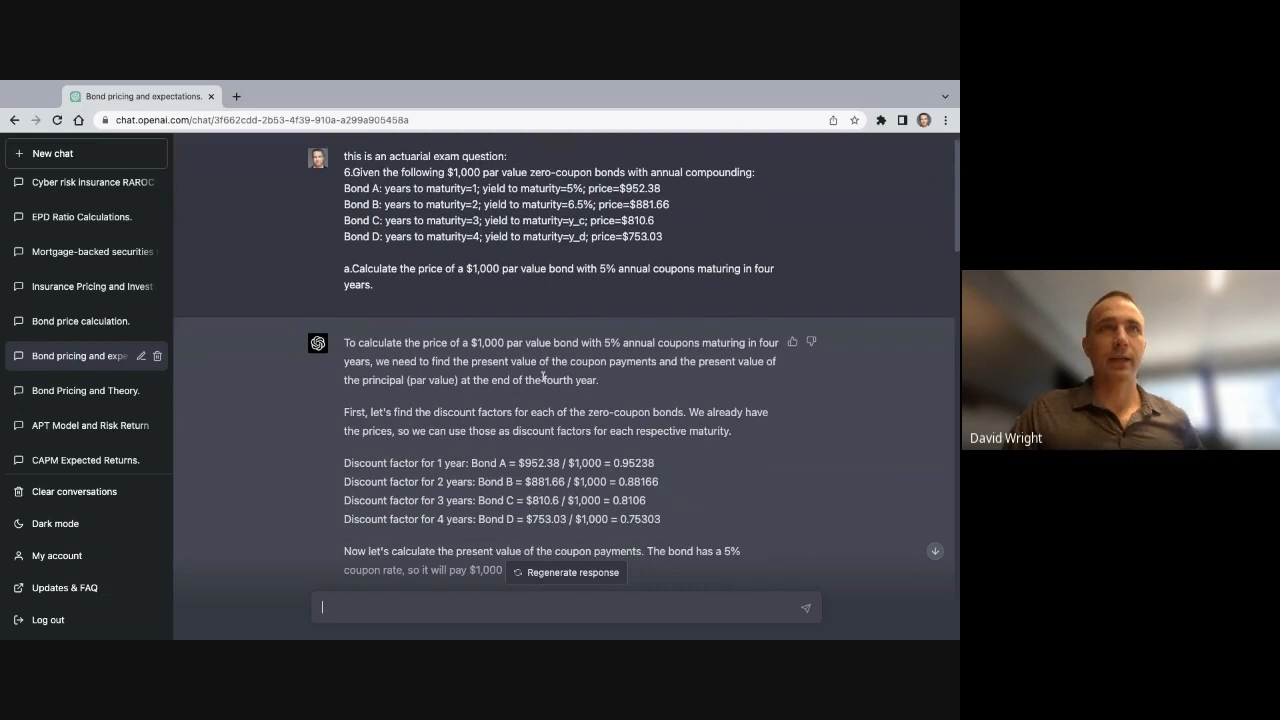 Bond pricing and expectations.
chat.openai.com/chat/3f662cdd-2b53-4f39-910a-a299a905458a
New chat
Cyber risk insurance RAROC
EPD Ratio Calculations.
Mortgage-backed securities
Insurance Pricing and Invest
Bond price calculation.
Bond pricing and expe
Bond Pricing and Theory.
APT Model and Risk Return
CAPM Expected Returns.
Clear conversations
Dark mode
My account
Updates & FAQ
Log out
this is an actuarial exam question:
6.Given the following $1,000 par value zero-coupon bonds with annual compounding:
Bond A: years to maturity=1; yield to maturity=5%; price=$952.38
Bond B: years to maturity=2; yield to maturity=6.5%; price=$881.66
Bond C: years to maturity=3; yield to maturity=y_c; price=$810.6
Bond D: years to maturity=4; yield to maturity=y_d; price=$753.03
a.Calculate the price of a $1,000 par value bond with 5% annual coupons maturing in four
years.
To calculate the price of a $1,000 par value bond with 5% annual coupons maturing in four
years, we need to find the present value of the coupon payments and the present value of
the principal (par value) at the end of the fourth year.
First, let's find the discount factors for each of the zero-coupon bonds. We already have
the prices, so we can use those as discount factors for each respective maturity.
Discount factor for 1 year: Bond A = $952.38 / $1,000 = 0.95238
Discount factor for 2 years: Bond B = $881.66 / $1,000 = 0.88166
Discount factor for 3 years: Bond C = $810.6 / $1,000 = 0.8106
Discount factor for 4 years: Bond D = $753.03 / $1,000 = 0.75303
Now let's calculate the present value of the coupon payments. The bond has a 5%
coupon rate, so it will pay $1,000
Regenerate response
David Wright